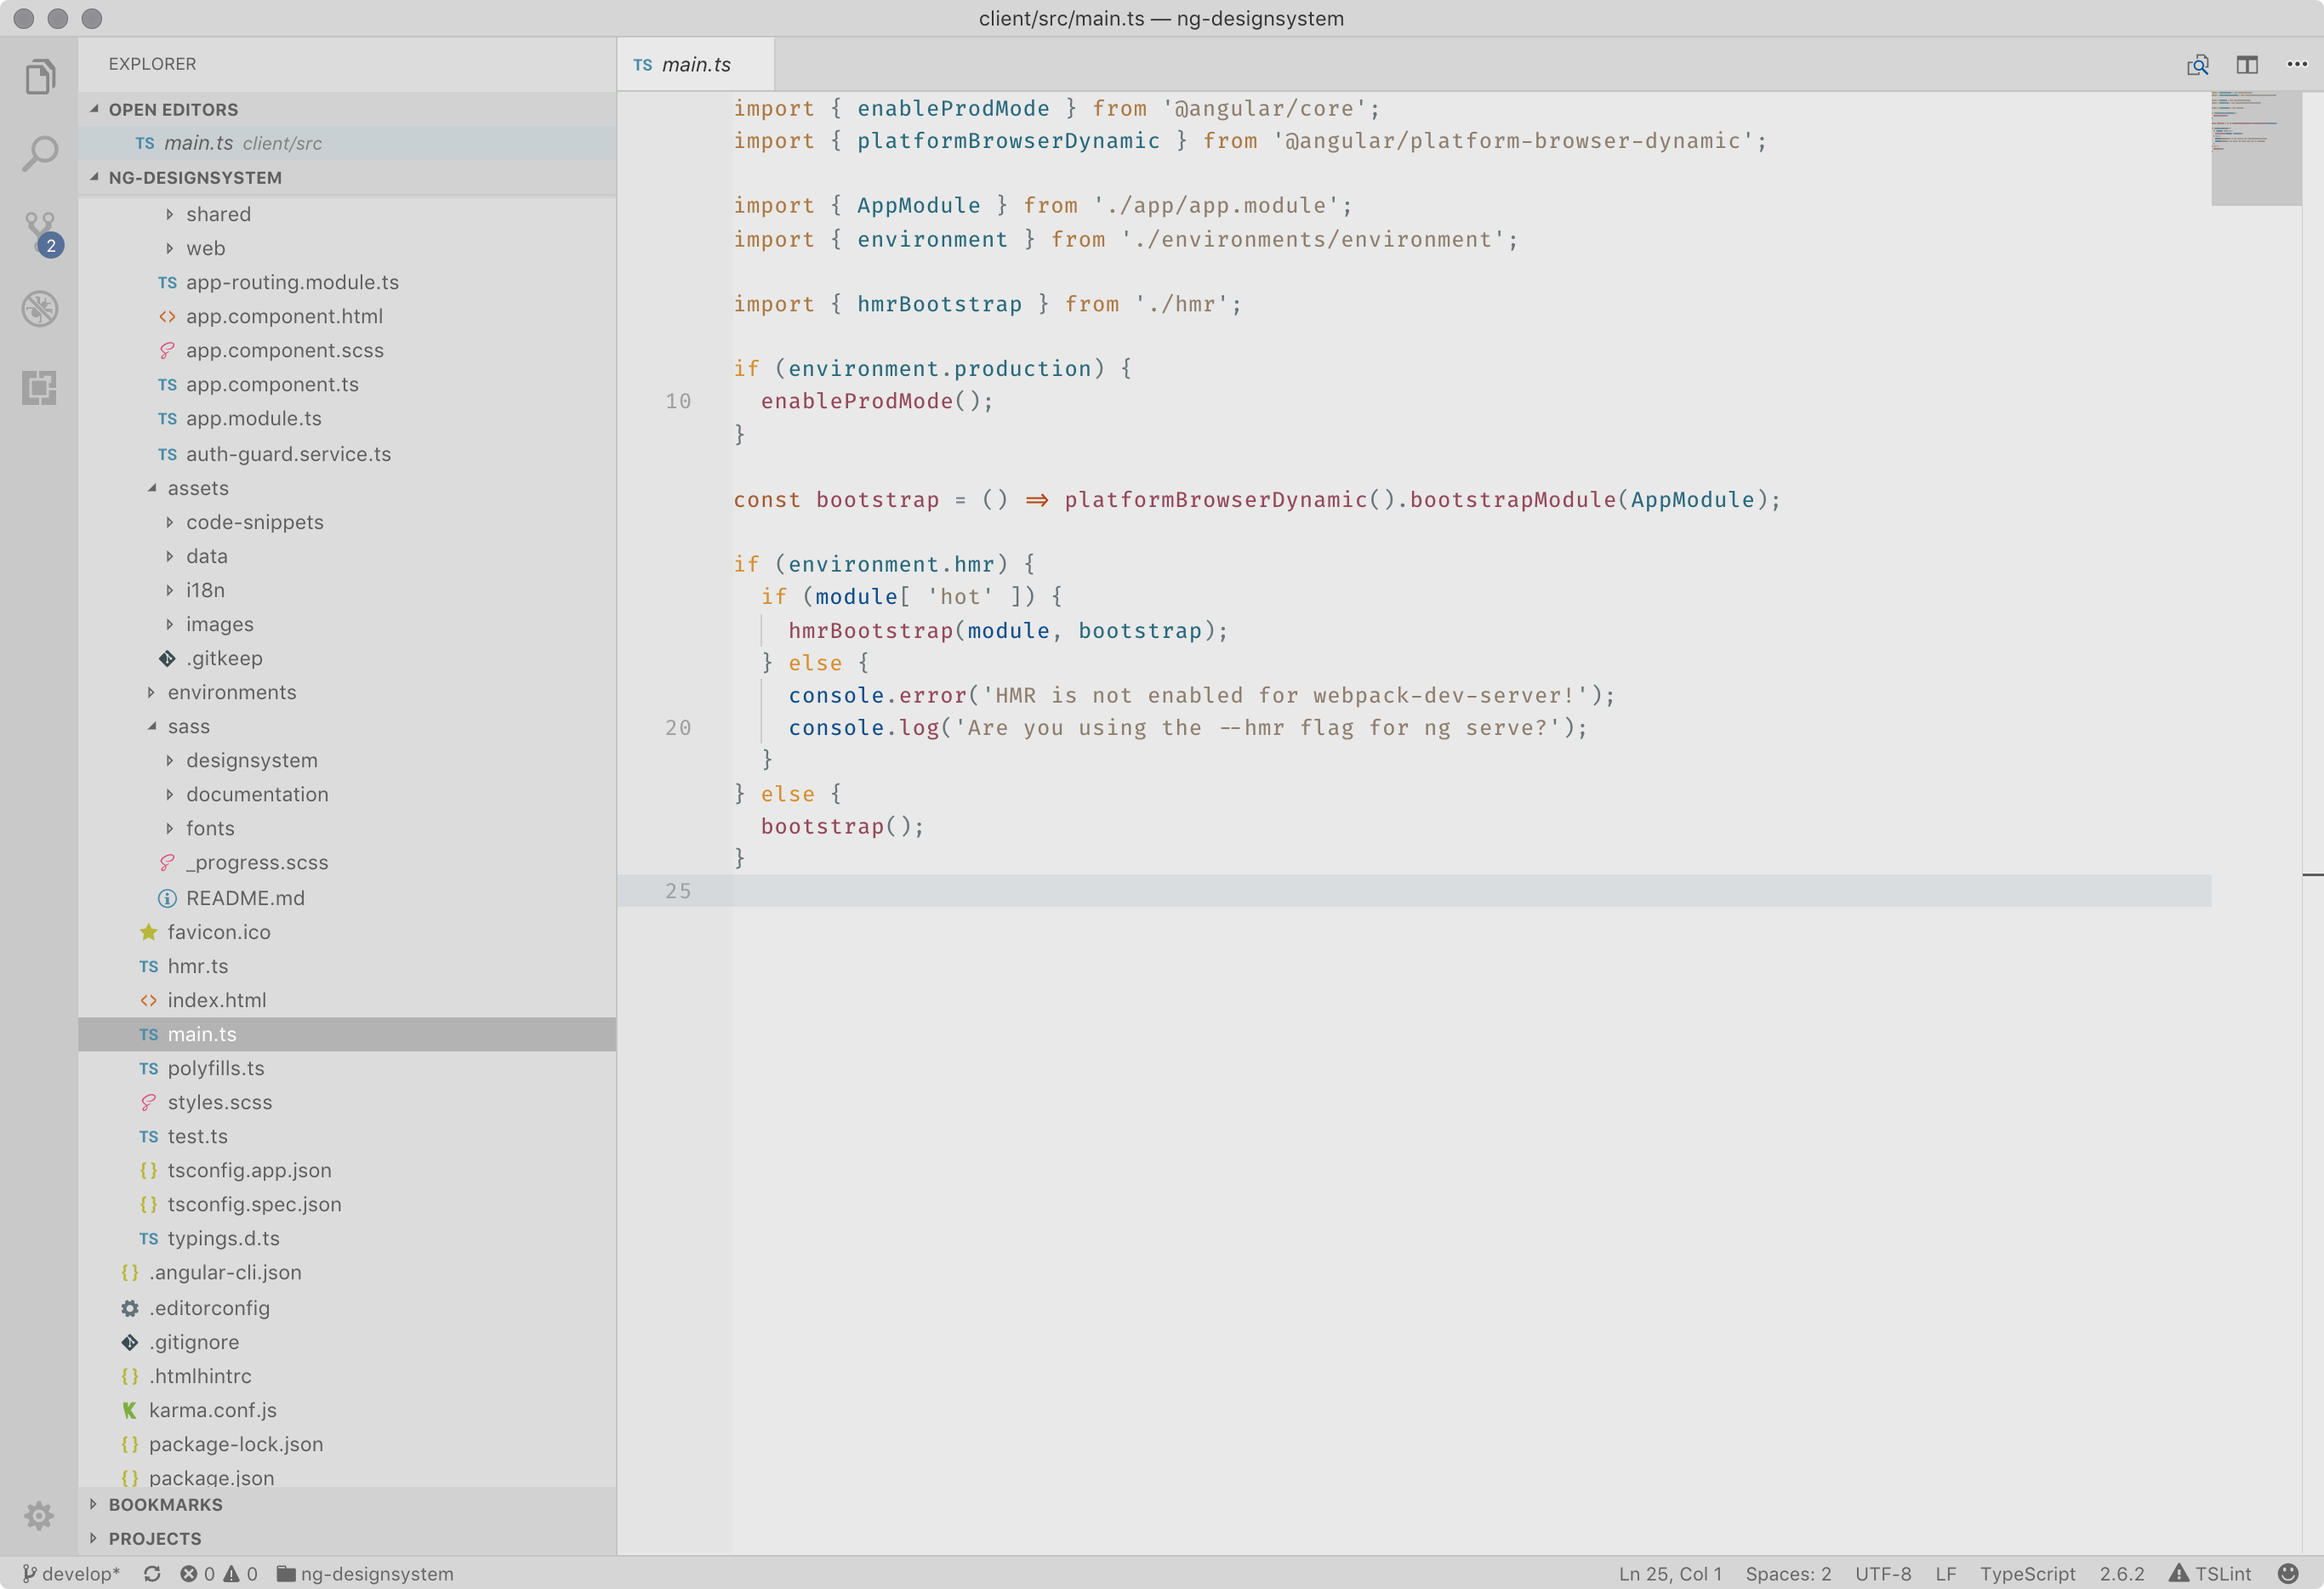 client/src/main.ts — ng-designsystem
EXPLORER
OPEN EDITORS
TS main.ts client/src
NG-DESIGNSYSTEM
shared
web
TS app-routing.module.ts
<> app.component.html
app.component.scss
TS app.component.ts
TS app.module.ts
TS auth-guard.service.ts
assets
code-snippets
data
i18n
images
.gitkeep
environments
sass
designsystem
documentation
fonts
_progress.scss
README.md
favicon.ico
TS hmr.ts
<> index.html
TS main.ts
TS polyfills.ts
styles.scss
TS test.ts
{} tsconfig.app.json
{} tsconfig.spec.json
TS typings.d.ts
{} .angular-cli.json
.editorconfig
.gitignore
{} .htmlhintrc
karma.conf.js
{} package-lock.json
{} package.json
BOOKMARKS
PROJECTS
2
TS main.ts
import { enableProdMode } from '@angular/core';
import { platformBrowserDynamic } from '@angular/platform-browser-dynamic';
import { AppModule } from './app/app.module';
import { environment } from './environments/environment';
import { hmrBootstrap } from './hmr';
if (environment.production) {
10 enableProdMode();
}
const bootstrap = () => platformBrowserDynamic().bootstrapModule(AppModule);
if (environment.hmr) {
if (module[ 'hot' ]) {
hmrBootstrap(module, bootstrap);
} else {
console.error('HMR is not enabled for webpack-dev-server!');
20 console.log('Are you using the --hmr flag for ng serve?');
}
} else {
bootstrap();
}
25
develop* 0 0 ng-designsystem
Ln 25, Col 1 Spaces: 2 UTF-8 LF TypeScript 2.6.2 TSLint